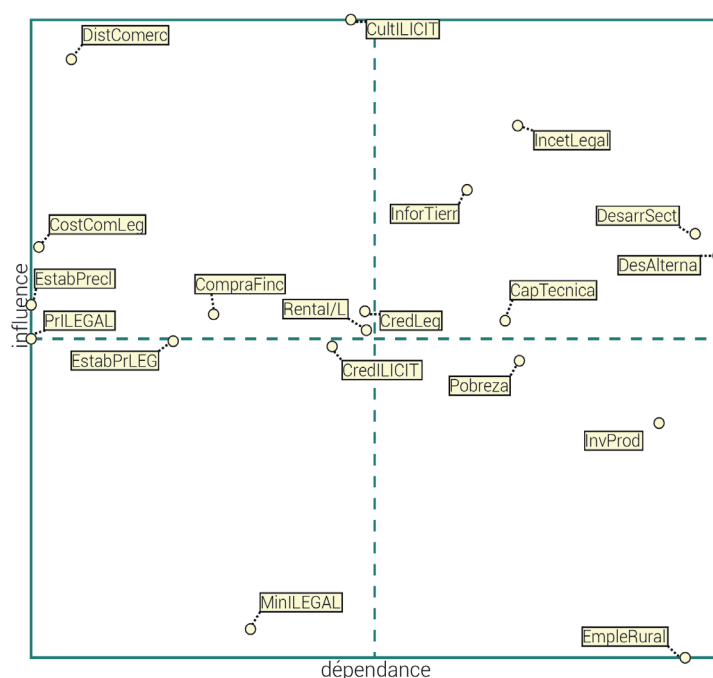 DistComerc
CultILICIT
IncetLegal
InforTierr
DesarrSect
CostComLeg
DesAlterna
EstabPrecl
CompraFinc
CapTecnica
Rental/L
CredLeg
PrILEGAL
EstabPrLEG
CredILICIT
Pobreza
InvProd
MinILEGAL
EmpleRural
influence
dépendance